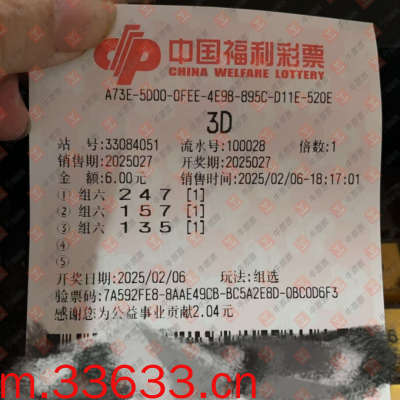 中国福利彩票
CHINA WELFARE LOTTERY
A73E-5D00-0FEE-4E98-895C-D11E-520E
3D
站 号:33084051 流水号:100028 倍数:1
销售期:2025027 开奖期:2025027
金 额:6.00元 销售时间:2025/02/06-18:17:01
① 组六 2 4 7 [1]
② 组六 1 5 7 [1]
③ 组六 1 3 5 [1]
④
⑤
开奖日期:2025/02/06 玩法:组选
验票码:7A592FE8-8AAE49CB-BC5A2E8D-0BC0D6F3
感谢您为公益事业贡献2.04元
m.33633.cn